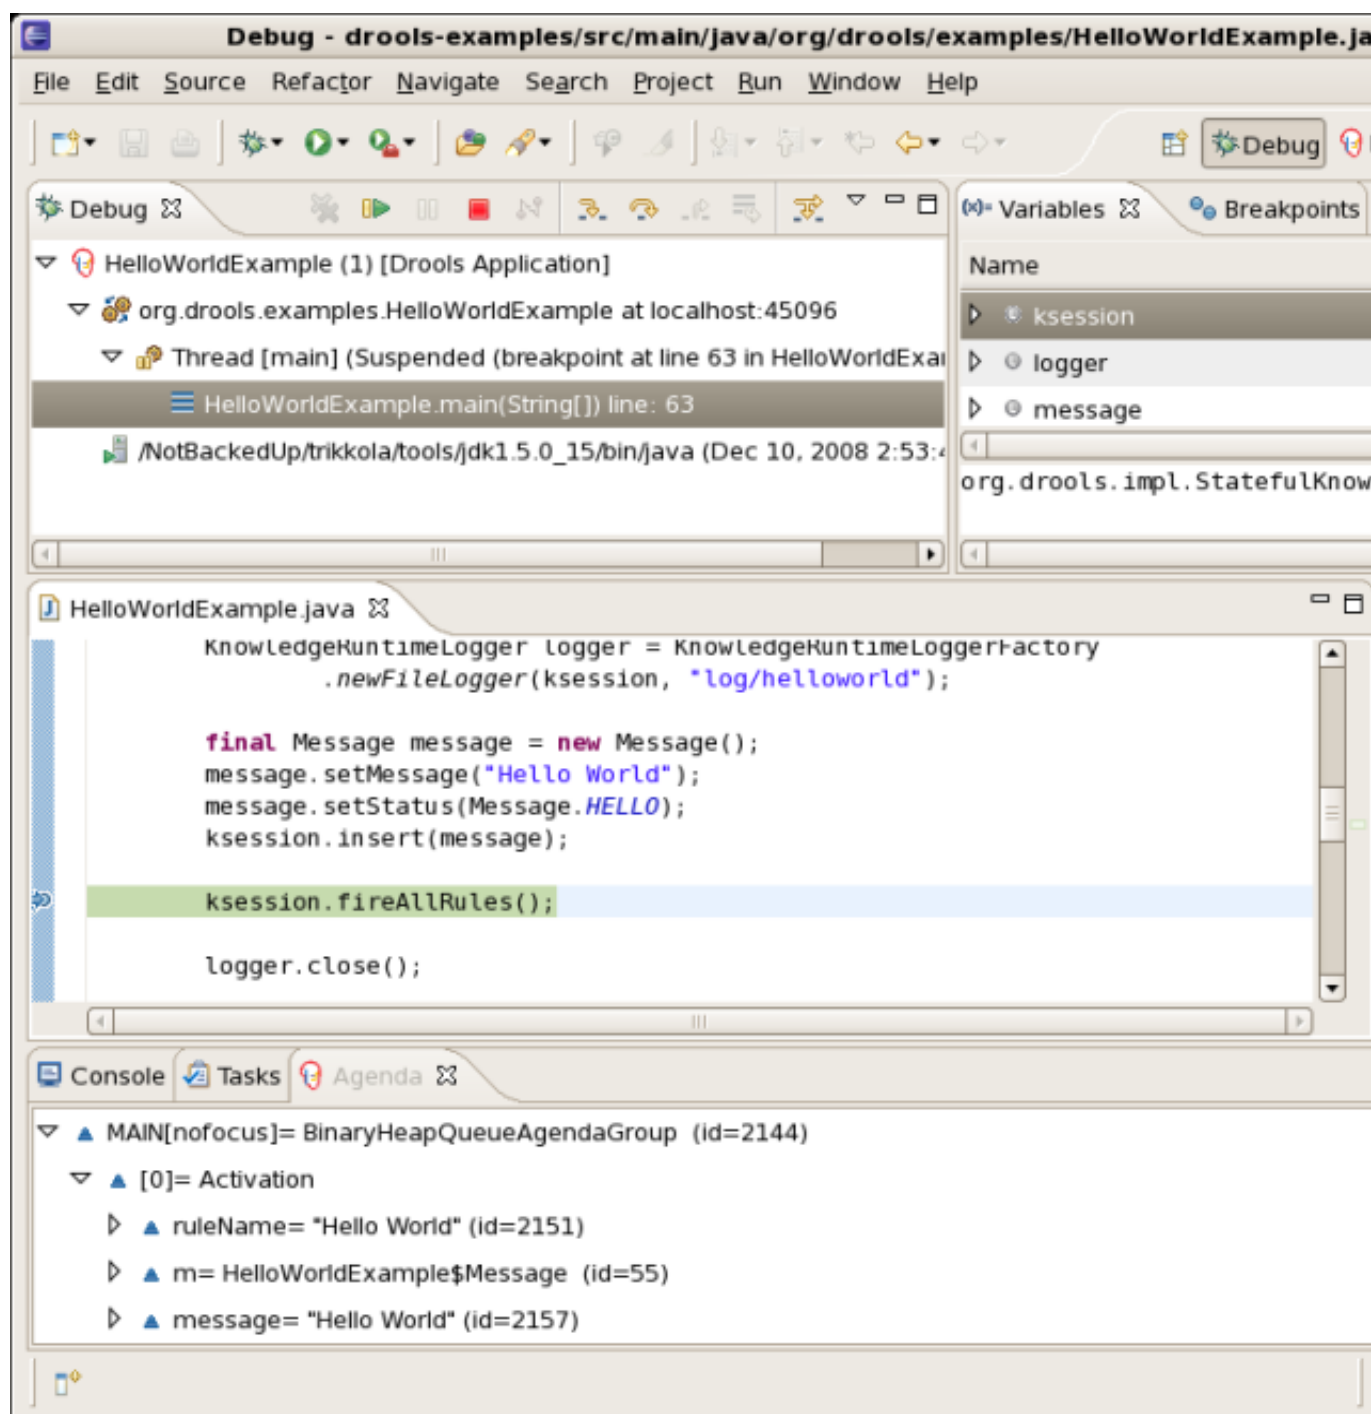 Debug - drools-examples/src/main/java/org/drools/examples/HelloWorldExample.ja
File Edit Source Refactor Navigate Search Project Run Window Help
Debug
Debug
HelloWorldExample (1) [Drools Application]
org.drools.examples.HelloWorldExample at localhost:45096
Thread [main] (Suspended (breakpoint at line 63 in HelloWorldExa
HelloWorldExample.main(String[]) line: 63
/NotBackedUp/trikkola/tools/jdk1.5.0_15/bin/java (Dec 10, 2008 2:53:
(x)= Variables Breakpoints
Name
ksession
logger
message
org.drools.impl.StatefulKnow
HelloWorldExample.java
KnowledgeRuntimeLogger logger = KnowledgeRuntimeLoggerFactory
.newFileLogger(ksession, "log/helloworld");
final Message message = new Message();
message.setMessage("Hello World");
message.setStatus(Message.HELLO);
ksession.insert(message);
ksession.fireAllRules();
logger.close();
Console Tasks Agenda
MAIN[nofocus]= BinaryHeapQueueAgendaGroup (id=2144)
[0]= Activation
ruleName= "Hello World" (id=2151)
m= HelloWorldExample$Message (id=55)
message= "Hello World" (id=2157)